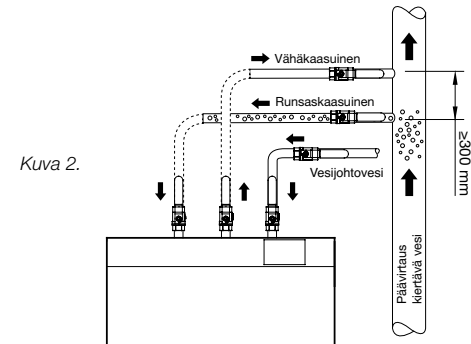 Vähäkaasuinen
Runsaskaasuinen
Vesijohtovesi
Kuva 2.
≥300 mm
Päävirtaus
kiertävä vesi